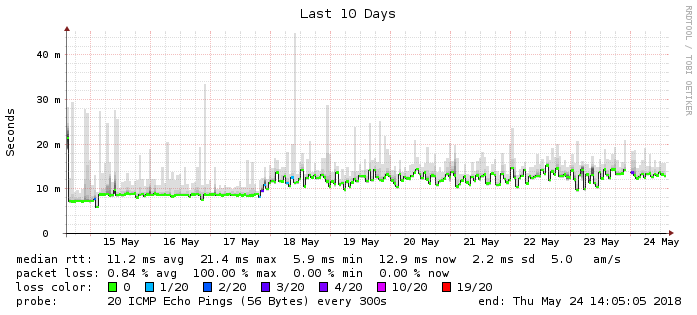 Last 10 Days
RRDTOOL / TOBI OETIKER
Seconds
40 m
30 m
20 m
10 m
0
15 May 16 May 17 May 18 May 19 May 20 May 21 May 22 May 23 May 24 May
median rtt: 11.2 ms avg 21.4 ms max 5.9 ms min 12.9 ms now 2.2 ms sd 5.0 am/s
packet loss: 0.84 % avg 100.00 % max 0.00 % min 0.00 % now
loss color: 0 1/20 2/20 3/20 4/20 10/20 19/20
probe: 20 ICMP Echo Pings (56 Bytes) every 300s end: Thu May 24 14:05:05 2018